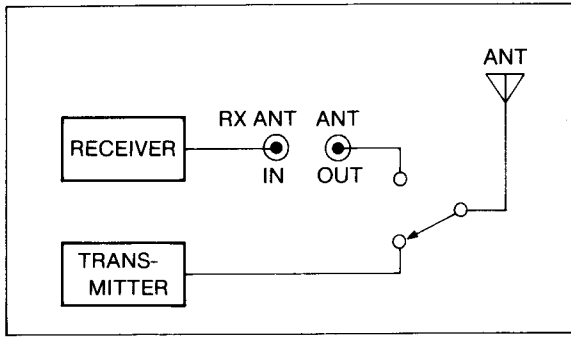 ANT
RX ANT ANT
RECEIVER
IN OUT
TRANS-
MITTER